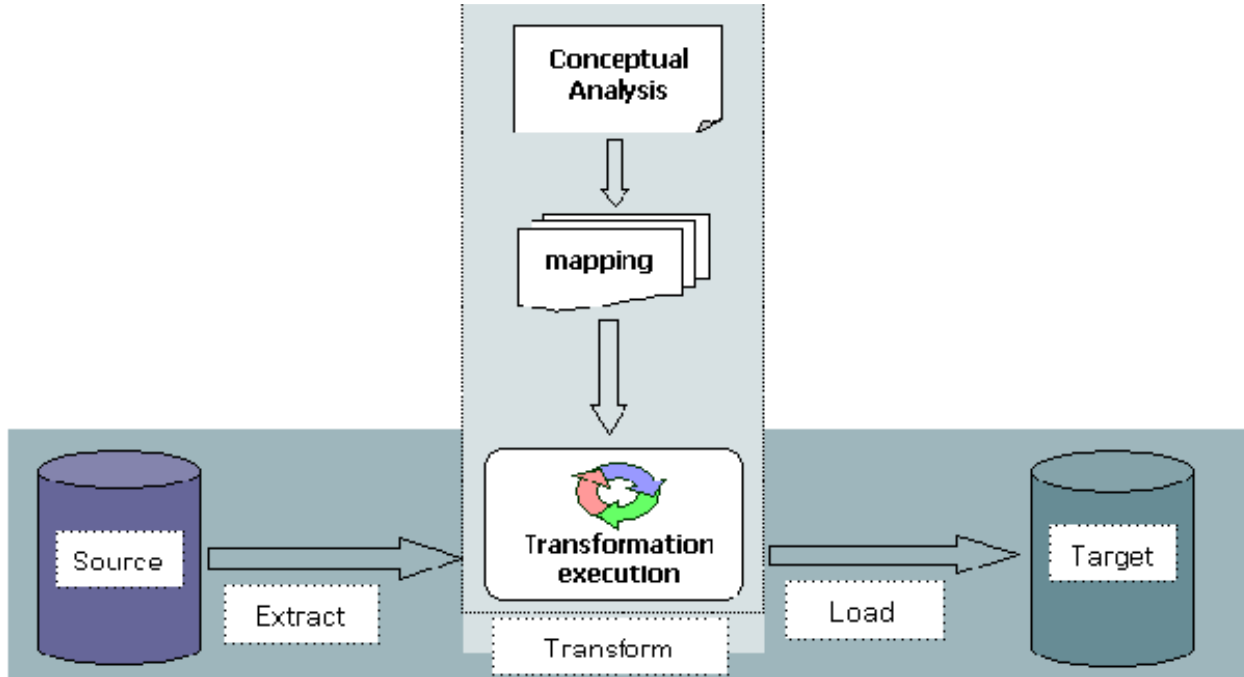 Conceptual
Analysis
mapping
Transformation
execution
Source
Extract
Transform
Load
Target